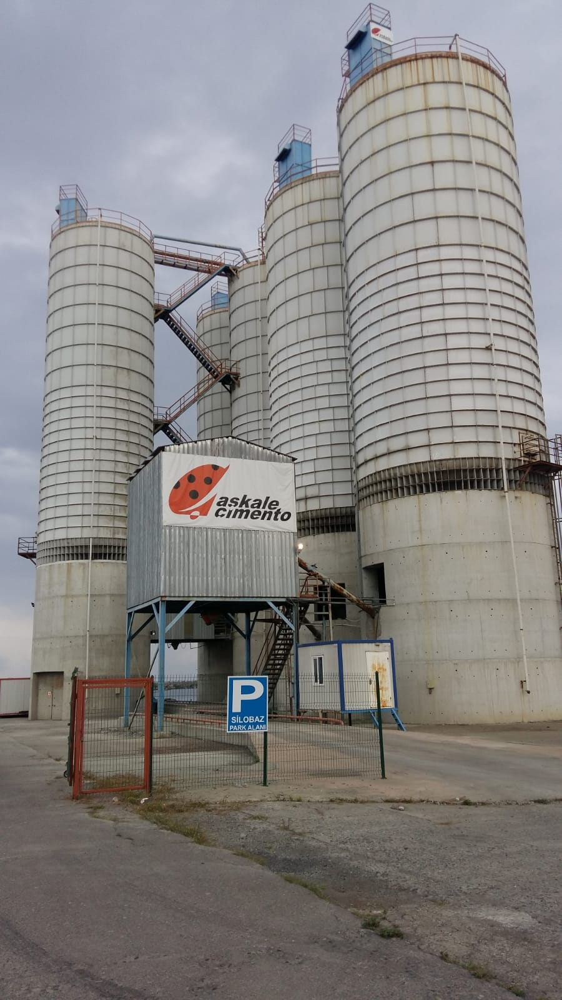 aşkale
çimento
P
SİLOBAZ
PARK ALANI